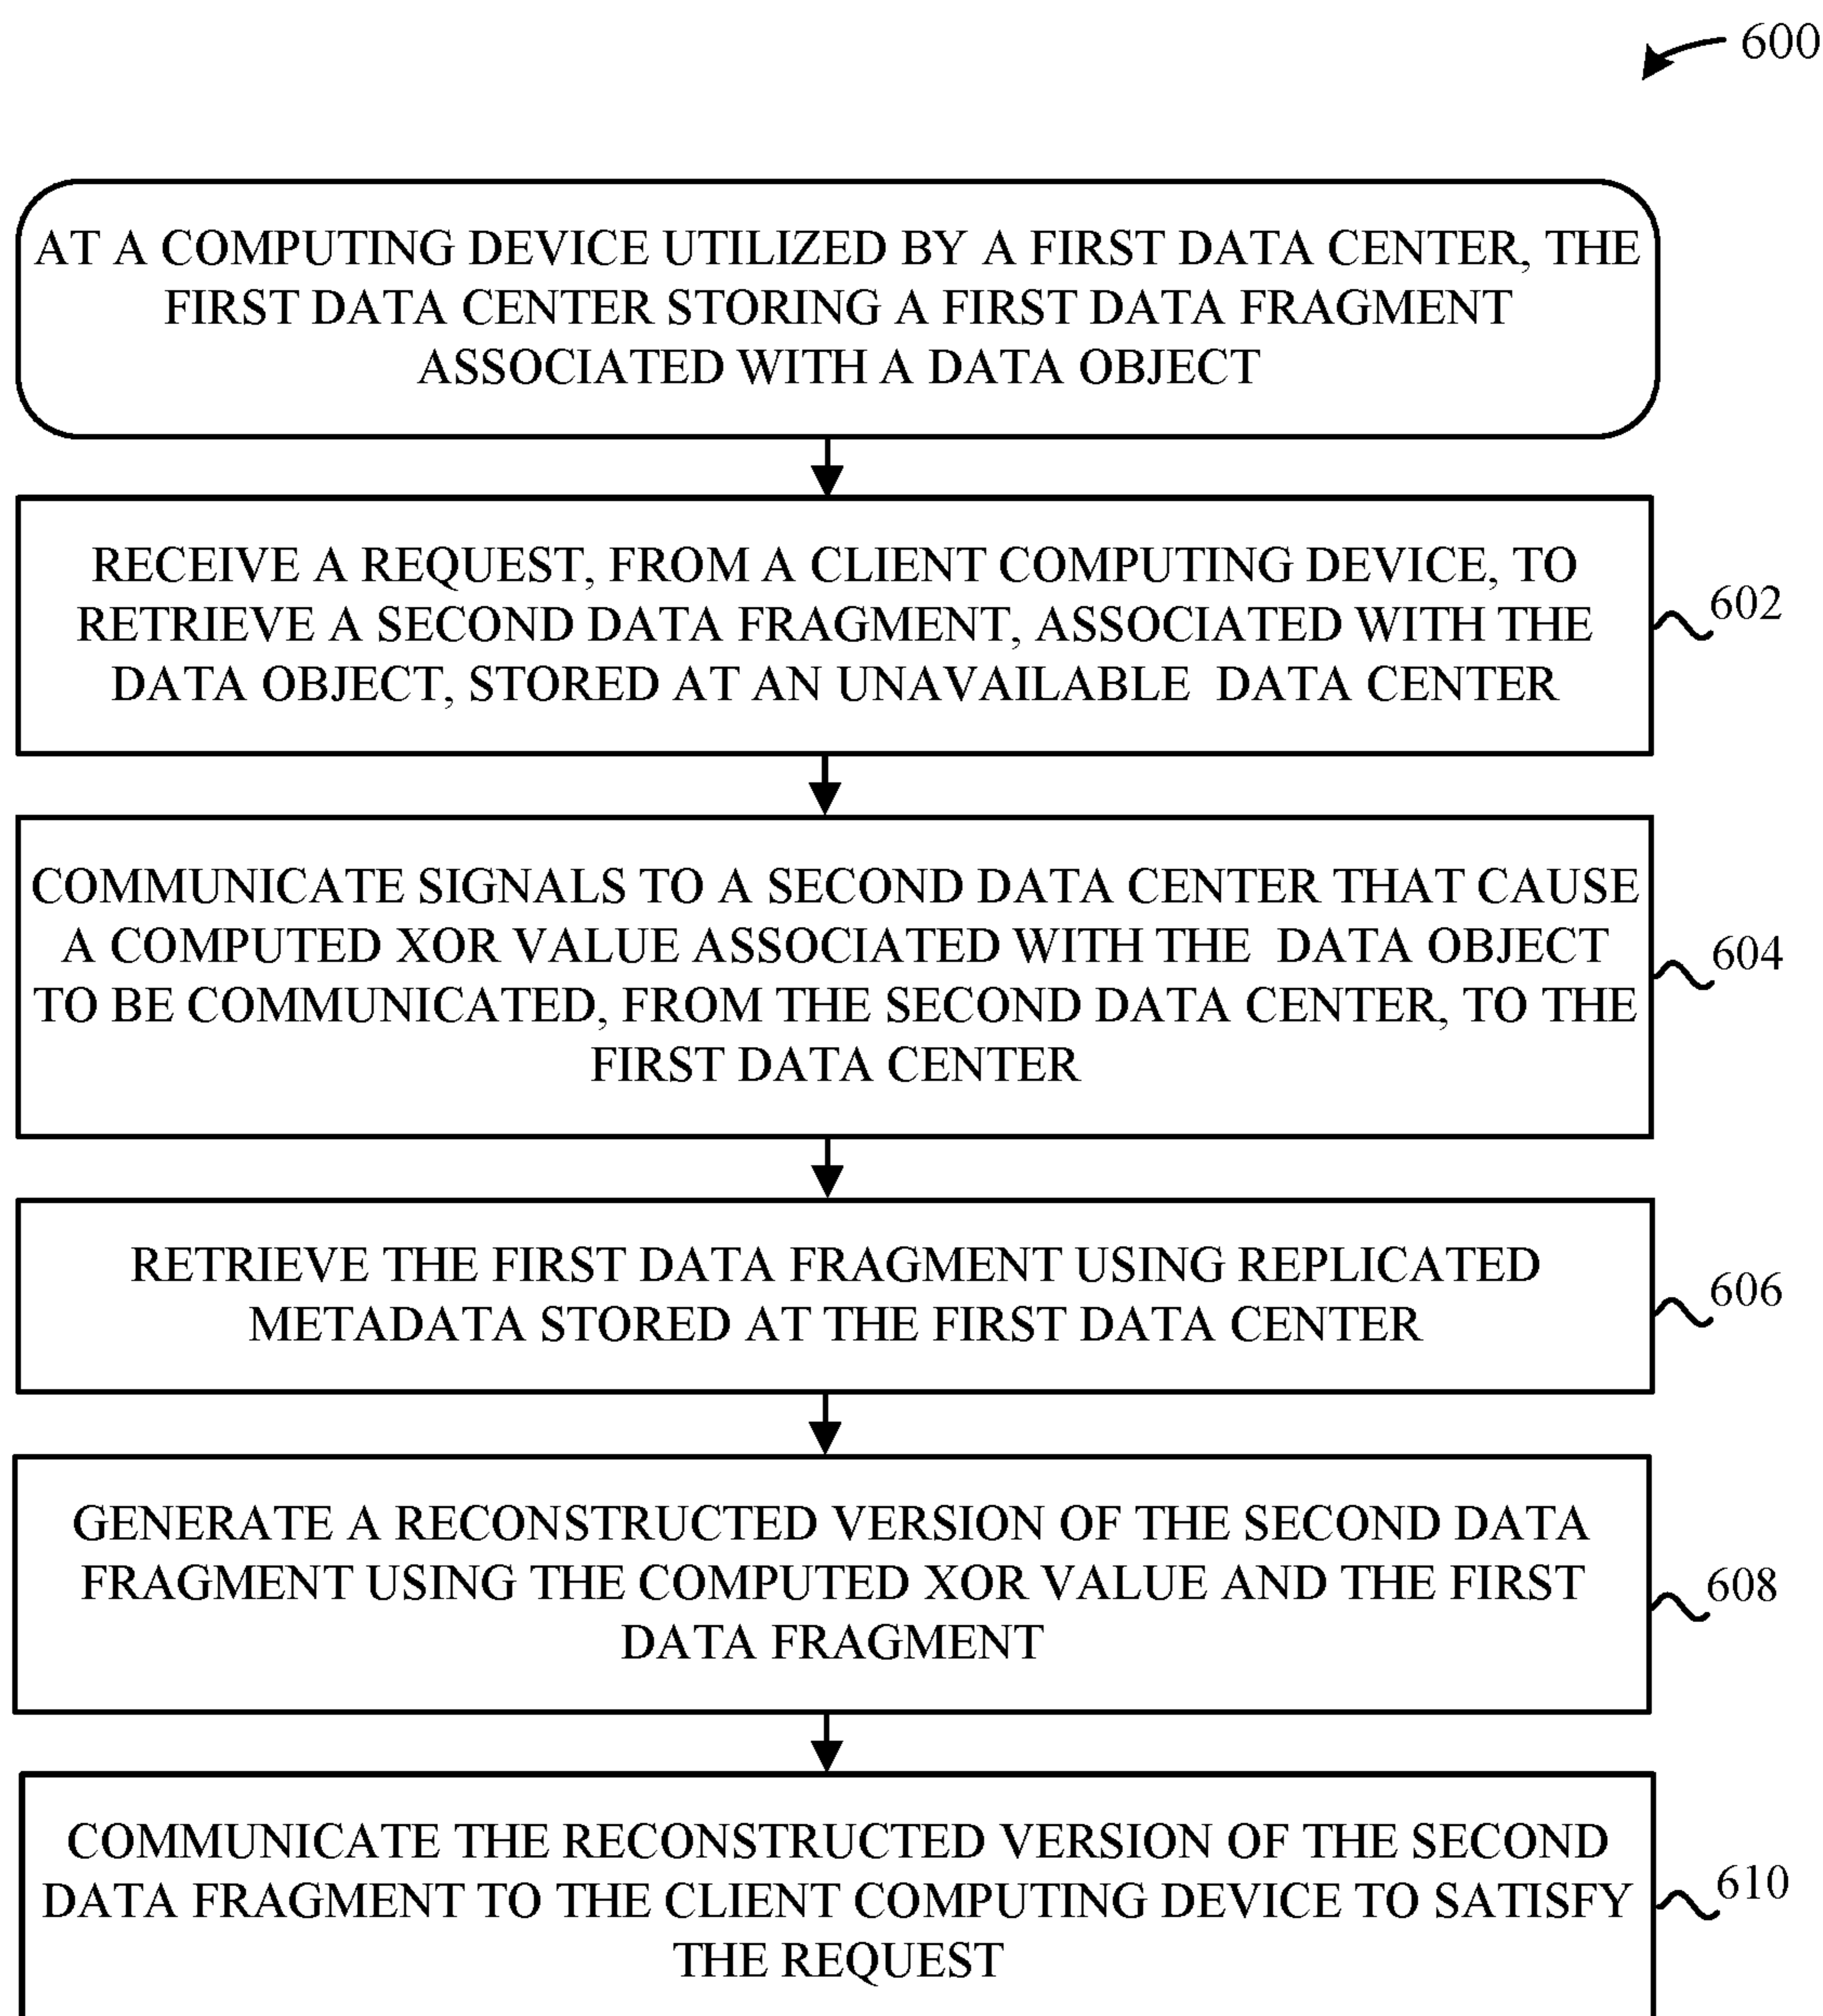 600
AT A COMPUTING DEVICE UTILIZED BY A FIRST DATA CENTER, THE
FIRST DATA CENTER STORING A FIRST DATA FRAGMENT
ASSOCIATED WITH A DATA OBJECT
RECEIVE A REQUEST, FROM A CLIENT COMPUTING DEVICE, TO
RETRIEVE A SECOND DATA FRAGMENT, ASSOCIATED WITH THE
DATA OBJECT, STORED AT AN UNAVAILABLE DATA CENTER
602
COMMUNICATE SIGNALS TO A SECOND DATA CENTER THAT CAUSE
A COMPUTED XOR VALUE ASSOCIATED WITH THE DATA OBJECT
TO BE COMMUNICATED, FROM THE SECOND DATA CENTER, TO THE
FIRST DATA CENTER
604
RETRIEVE THE FIRST DATA FRAGMENT USING REPLICATED
METADATA STORED AT THE FIRST DATA CENTER
606
GENERATE A RECONSTRUCTED VERSION OF THE SECOND DATA
FRAGMENT USING THE COMPUTED XOR VALUE AND THE FIRST
DATA FRAGMENT
608
COMMUNICATE THE RECONSTRUCTED VERSION OF THE SECOND
DATA FRAGMENT TO THE CLIENT COMPUTING DEVICE TO SATISFY
THE REQUEST
610